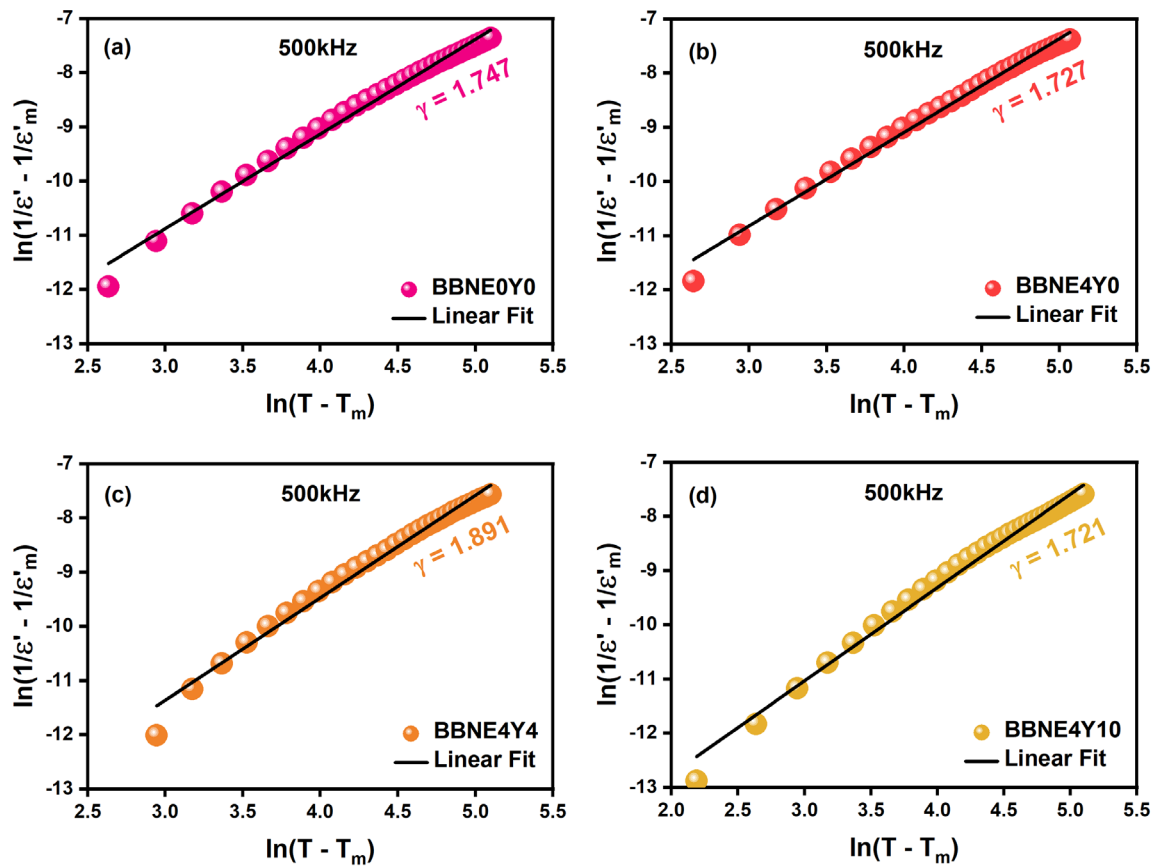 (a)
500kHz
γ = 1.747
BBNE0Y0
Linear Fit
ln(1/ε' - 1/ε'm)
-7
-8
-9
-10
-11
-12
-13
2.5 3.0 3.5 4.0 4.5 5.0 5.5
ln(T - Tm)
(b)
500kHz
γ = 1.727
BBNE4Y0
Linear Fit
ln(1/ε' - 1/ε'm)
-7
-8
-9
-10
-11
-12
-13
2.5 3.0 3.5 4.0 4.5 5.0 5.5
ln(T - Tm)
(c)
500kHz
γ = 1.891
BBNE4Y4
Linear Fit
ln(1/ε' - 1/ε'm)
-7
-8
-9
-10
-11
-12
-13
2.5 3.0 3.5 4.0 4.5 5.0 5.5
ln(T - Tm)
(d)
500kHz
γ = 1.721
BBNE4Y10
Linear Fit
ln(1/ε' - 1/ε'm)
-7
-8
-9
-10
-11
-12
-13
2.0 2.5 3.0 3.5 4.0 4.5 5.0 5.5
ln(T - Tm)